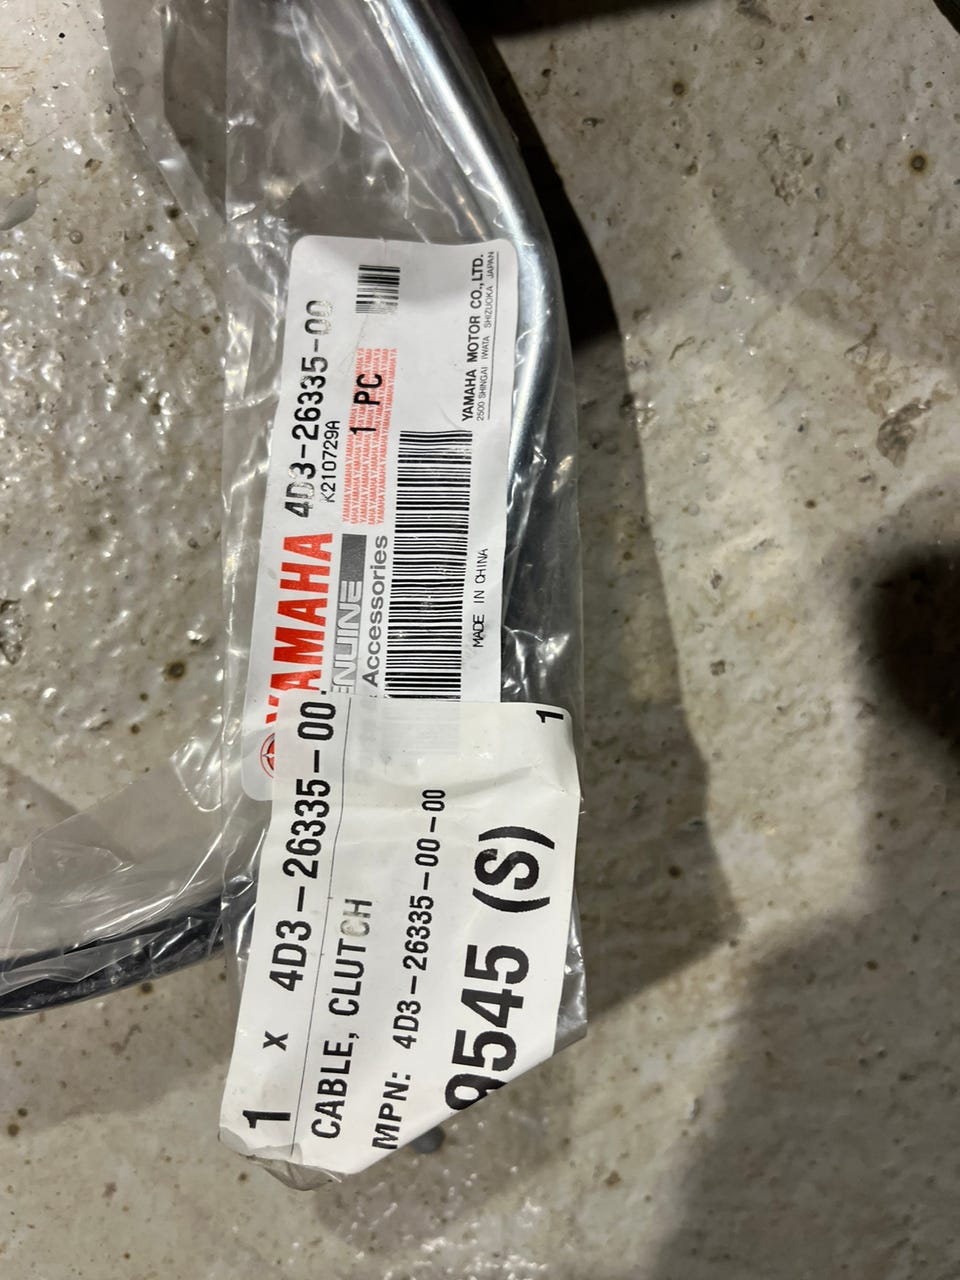 YAMAHA 4D3-26335-00
K210729A
1 PC
Accessories
MADE IN CHINA
YAMAHA MOTOR CO.,LTD.
2500 SHINGAI IWATA SHIZUOKA JAPAN
1 x 4D3-26335-00
CABLE, CLUTCH
MPN: 4D3-26335-00-00
9545 (S)
1